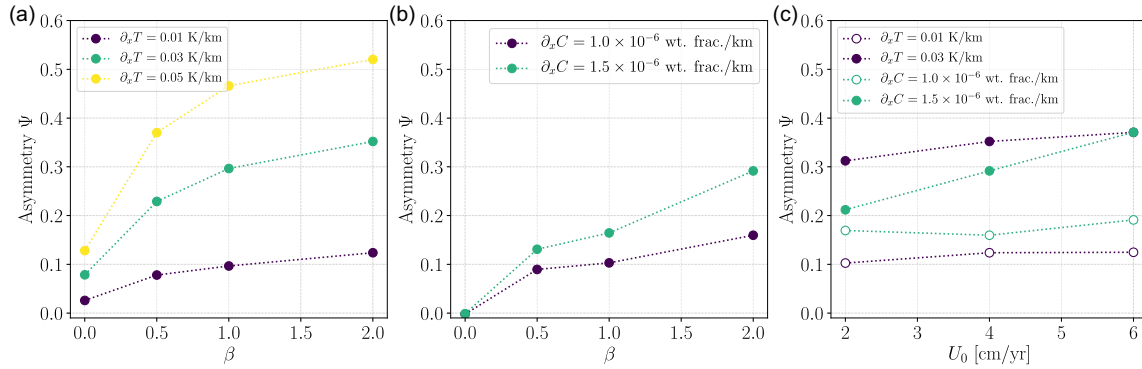 (a)
0.6
0.5
0.4
0.3
0.2
0.1
0.0
Asymmetry Ψ
∂ₓT = 0.01 K/km
∂ₓT = 0.03 K/km
∂ₓT = 0.05 K/km
0.0 0.5 1.0 1.5 2.0
β
(b)
0.6
0.5
0.4
0.3
0.2
0.1
0.0
Asymmetry Ψ
∂ₓC = 1.0 × 10⁻⁶ wt. frac./km
∂ₓC = 1.5 × 10⁻⁶ wt. frac./km
0.0 0.5 1.0 1.5 2.0
β
(c)
0.6
0.5
0.4
0.3
0.2
0.1
0.0
Asymmetry Ψ
∂ₓT = 0.01 K/km
∂ₓT = 0.03 K/km
∂ₓC = 1.0 × 10⁻⁶ wt. frac./km
∂ₓC = 1.5 × 10⁻⁶ wt. frac./km
2 3 4 5 6
U₀ [cm/yr]